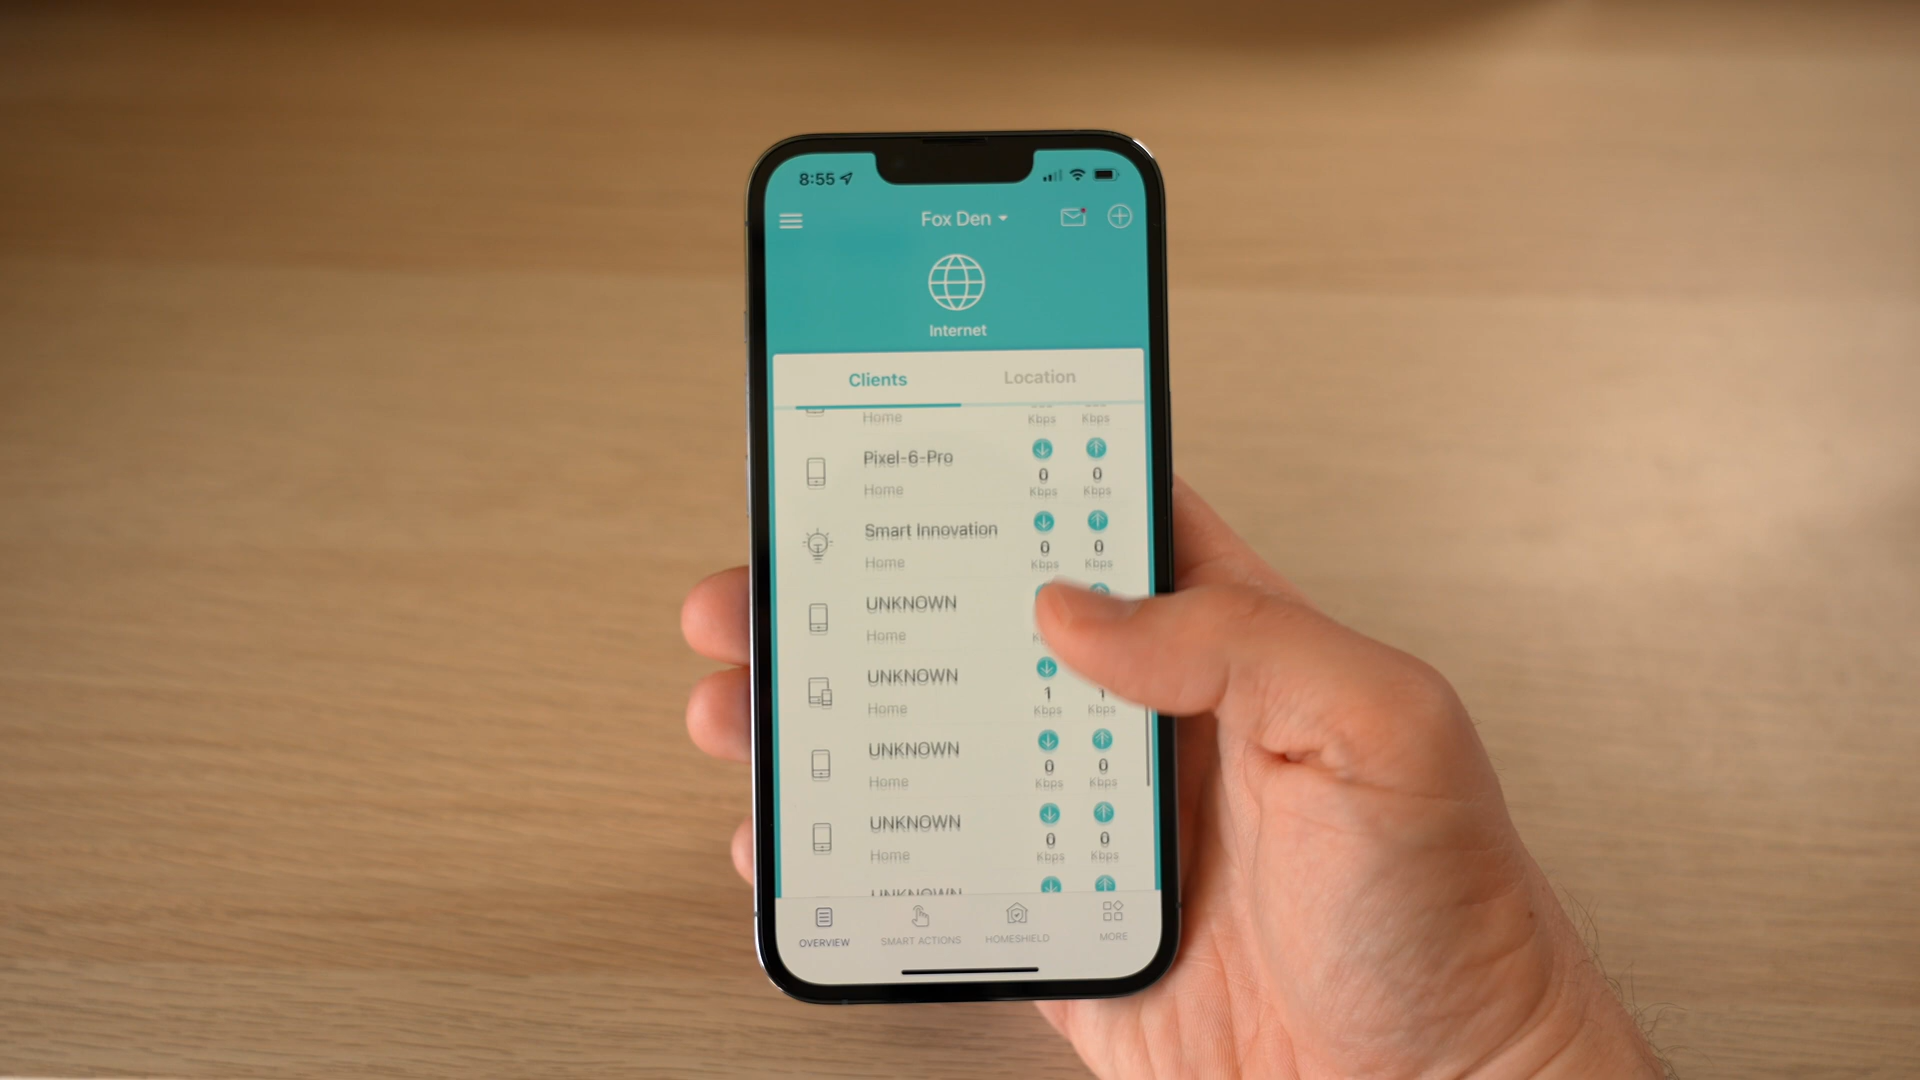 8:55
Fox Den
Internet
Clients Location
Home Kbps Kbps
Pixel-6-Pro
0 0
Home Kbps Kbps
Smart Innovation
0 0
Home Kbps Kbps
UNKNOWN
Home
UNKNOWN
1 1
Home Kbps Kbps
UNKNOWN
0 0
Home Kbps Kbps
UNKNOWN
0 0
Home Kbps Kbps
UNKNOWN
OVERVIEW SMART ACTIONS HOMESHIELD MORE